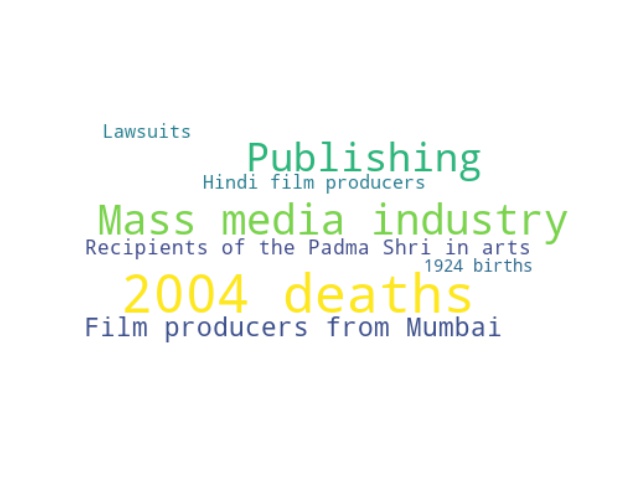 Lawsuits
Publishing
Hindi film producers
Mass media industry
Recipients of the Padma Shri in arts
1924 births
2004 deaths
Film producers from Mumbai